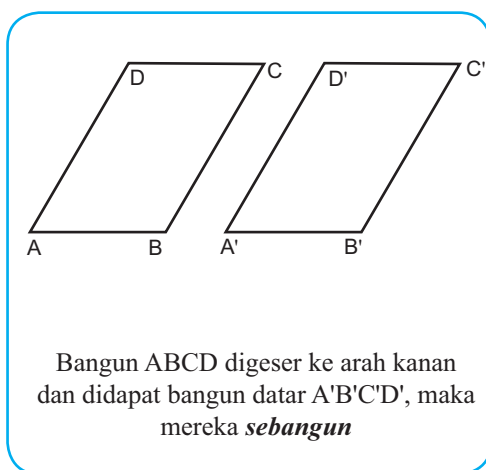 D C D' C'
A B A' B'
Bangun ABCD digeser ke arah kanan
dan didapat bangun datar A'B'C'D', maka
mereka sebangun